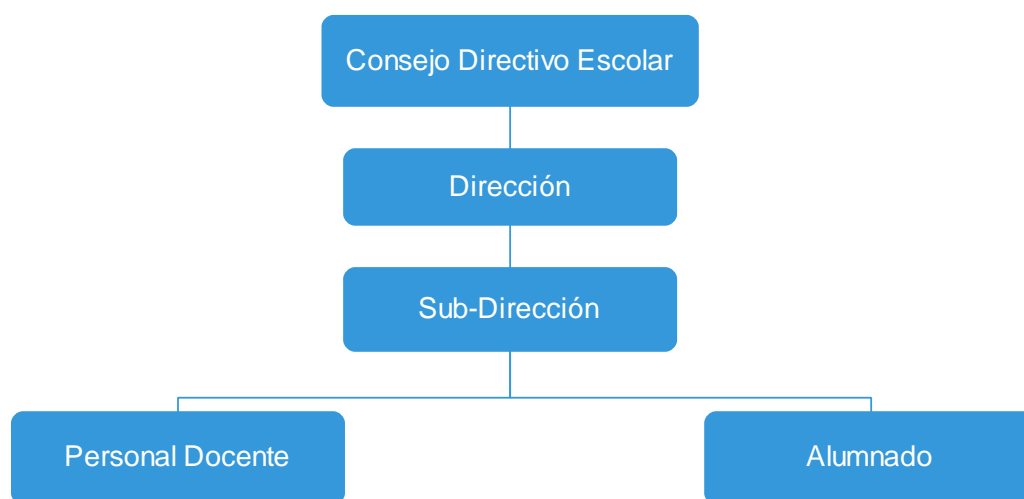 Consejo Directivo Escolar
Dirección
Sub-Dirección
Personal Docente
Alumnado